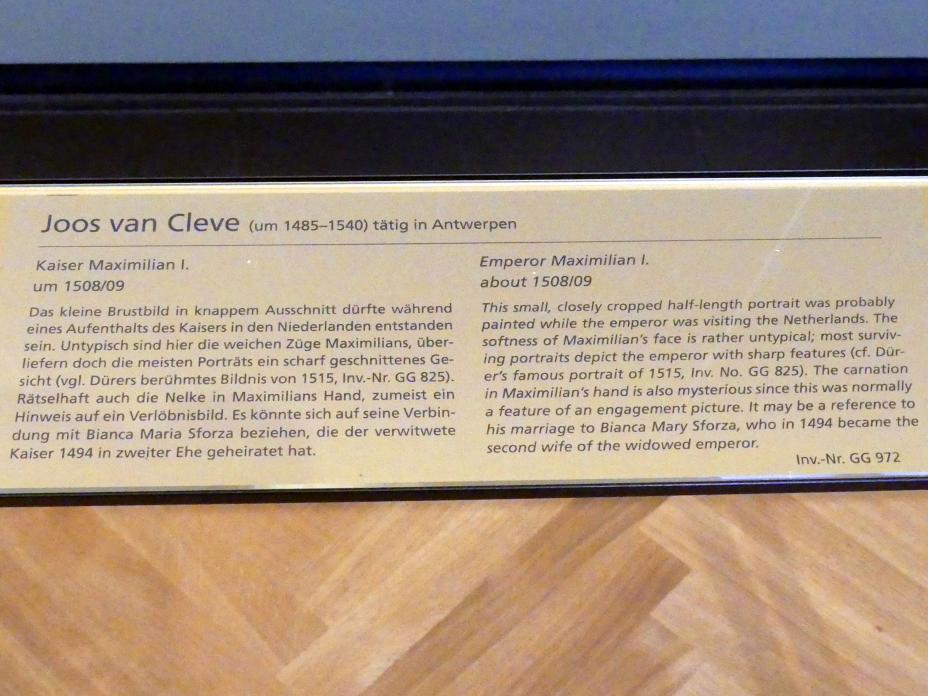 Joos van Cleve (um 1485–1540) tätig in Antwerpen
Kaiser Maximilian I.
um 1508/09
Das kleine Brustbild in knappem Ausschnitt dürfte während
eines Aufenthalts des Kaisers in den Niederlanden entstanden
sein. Untypisch sind hier die weichen Züge Maximilians, über-
liefern doch die meisten Porträts ein scharf geschnittenes Ge-
sicht (vgl. Dürers berühmtes Bildnis von 1515, Inv.-Nr. GG 825).
Rätselhaft auch die Nelke in Maximilians Hand, zumeist ein
Hinweis auf ein Verlöbnisbild. Es könnte sich auf seine Verbin-
dung mit Bianca Maria Sforza beziehen, die der verwitwete
Kaiser 1494 in zweiter Ehe geheiratet hat.
Emperor Maximilian I.
about 1508/09
This small, closely cropped half-length portrait was probably
painted while the emperor was visiting the Netherlands. The
softness of Maximilian's face is rather untypical; most surviv-
ing portraits depict the emperor with sharp features (cf. Dür-
er's famous portrait of 1515, Inv. No. GG 825). The carnation
in Maximilian's hand is also mysterious since this was normally
a feature of an engagement picture. It may be a reference to
his marriage to Bianca Mary Sforza, who in 1494 became the
second wife of the widowed emperor.
Inv.-Nr. GG 972